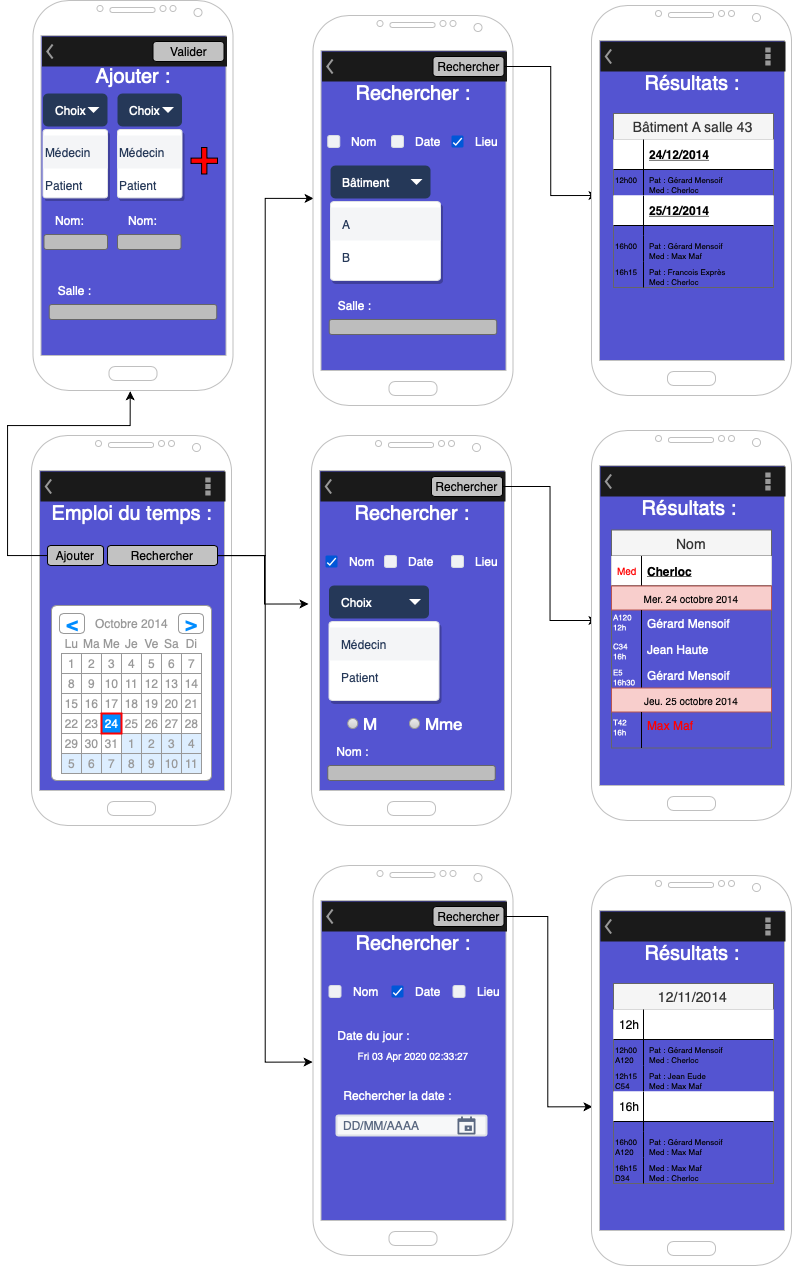 Valider
Ajouter :
Choix
Choix
Médecin
Médecin
Patient
Patient
Nom:
Nom:
Salle :
Rechercher
Rechercher :
Nom
Date
Lieu
Bâtiment
A
B
Salle :
Résultats :
Bâtiment A salle 43
24/12/2014
12h00 Pat : Gérard Mensoif
Med : Cherloc
25/12/2014
16h00 Pat : Gérard Mensoif
Med : Max Maf
16h15 Pat : Francois Exprès
Med : Cherloc
Emploi du temps :
Ajouter
Rechercher
< Octobre 2014 >
Lu Ma Me Je Ve Sa Di
1 2 3 4 5 6 7
8 9 10 11 12 13 14
15 16 17 18 19 20 21
22 23 24 25 26 27 28
29 30 31 1 2 3 4
5 6 7 8 9 10 11
Rechercher
Rechercher :
Nom
Date
Lieu
Choix
Médecin
Patient
M
Mme
Nom :
Résultats :
Nom
Med Cherloc
Mer. 24 octobre 2014
A120
12h
Gérard Mensoif
C34
16h
Jean Haute
E5
16h30
Gérard Mensoif
Jeu. 25 octobre 2014
T42
16h
Max Maf
Rechercher
Rechercher :
Nom
Date
Lieu
Date du jour :
Fri 03 Apr 2020 02:33:27
Rechercher la date :
DD/MM/AAAA
Résultats :
12/11/2014
12h
12h00 Pat : Gérard Mensoif
A120 Med : Cherloc
12h15 Pat : Jean Eude
C54 Med : Max Maf
16h
16h00 Pat : Gérard Mensoif
A120 Med : Max Maf
16h15 Med : Max Maf
D34 Med : Cherloc